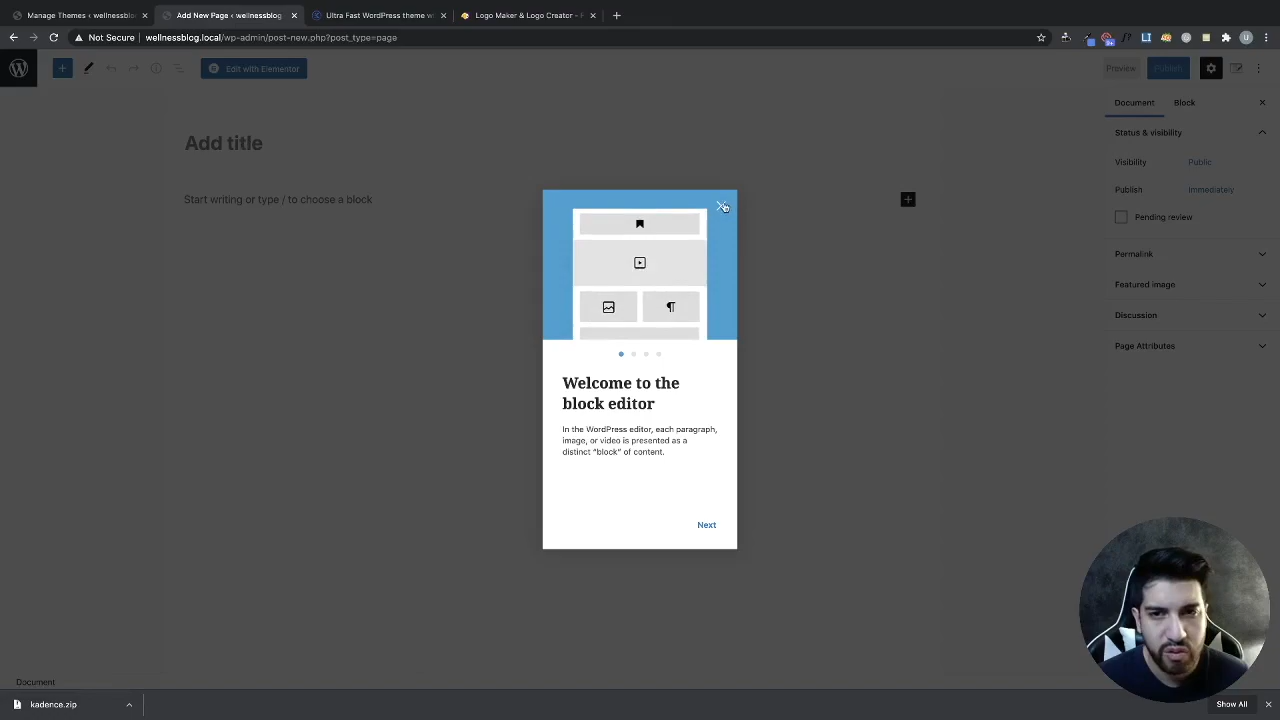 Manage Themes ‹ wellnessblog
Add New Page ‹ wellnessblog
Ultra Fast WordPress theme w
Logo Maker & Logo Creator - F
Not Secure
wellnessblog.local/wp-admin/post-new.php?post_type=page
Edit with Elementor
Preview
Publish
Document
Block
Add title
Status & visibility
Visibility
Public
Publish
Immediately
Start writing or type / to choose a block
Pending review
Permalink
Featured image
Discussion
Page Attributes
Welcome to the
block editor
In the WordPress editor, each paragraph,
image, or video is presented as a
distinct “block” of content.
Next
Document
kadence.zip
Show All